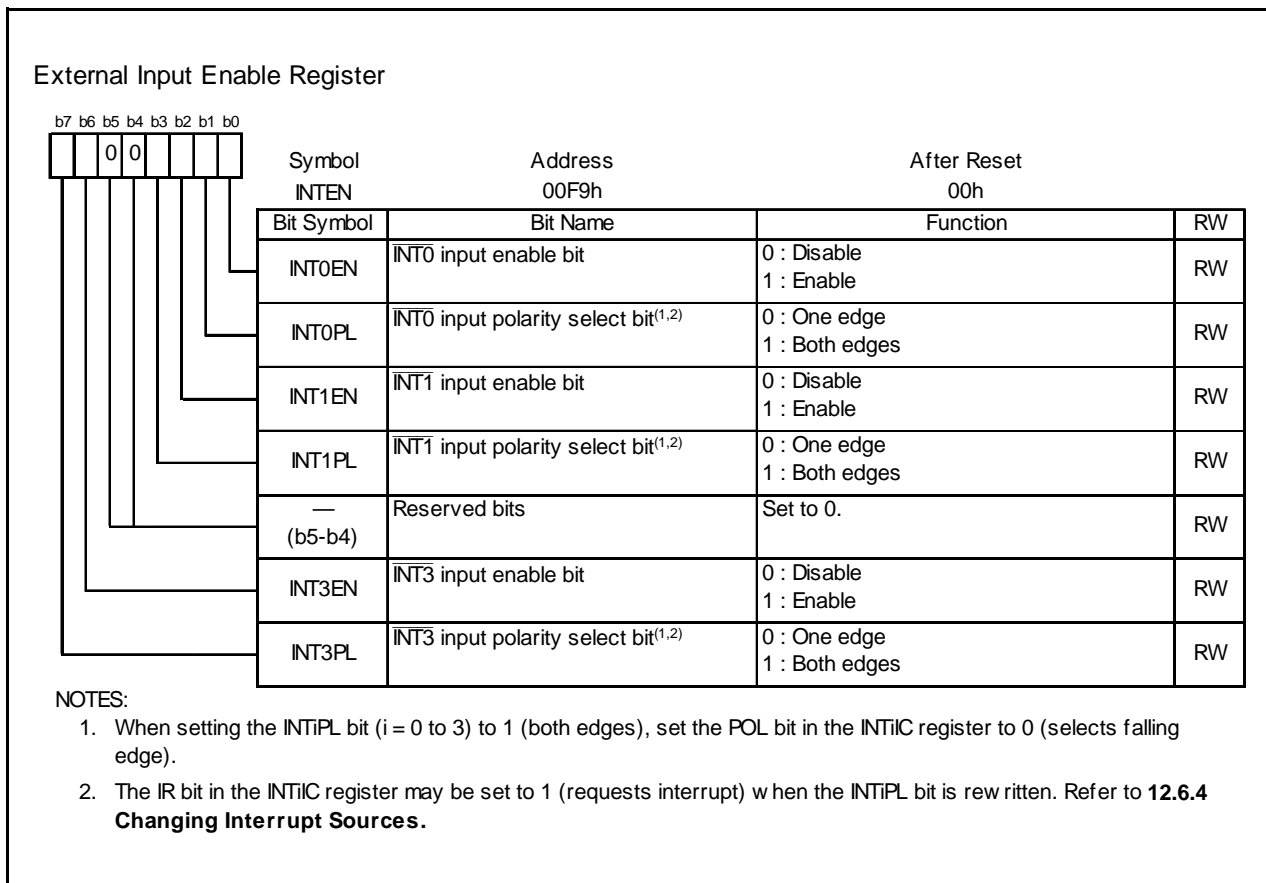 External Input Enable Register
b7 b6 b5 b4 b3 b2 b1 b0
0 0
Symbol Address After Reset
INTEN 00F9h 00h
Bit Symbol Bit Name Function RW
INT0EN INT0 input enable bit 0 : Disable RW
1 : Enable
INT0PL INT0 input polarity select bit(1,2) 0 : One edge RW
1 : Both edges
INT1EN INT1 input enable bit 0 : Disable RW
1 : Enable
INT1PL INT1 input polarity select bit(1,2) 0 : One edge RW
1 : Both edges
— Reserved bits Set to 0. RW
(b5-b4)
INT3EN INT3 input enable bit 0 : Disable RW
1 : Enable
INT3PL INT3 input polarity select bit(1,2) 0 : One edge RW
1 : Both edges
NOTES:
1. When setting the INTiPL bit (i = 0 to 3) to 1 (both edges), set the POL bit in the INTiIC register to 0 (selects falling
edge).
2. The IR bit in the INTiIC register may be set to 1 (requests interrupt) when the INTiPL bit is rewritten. Refer to 12.6.4
Changing Interrupt Sources.